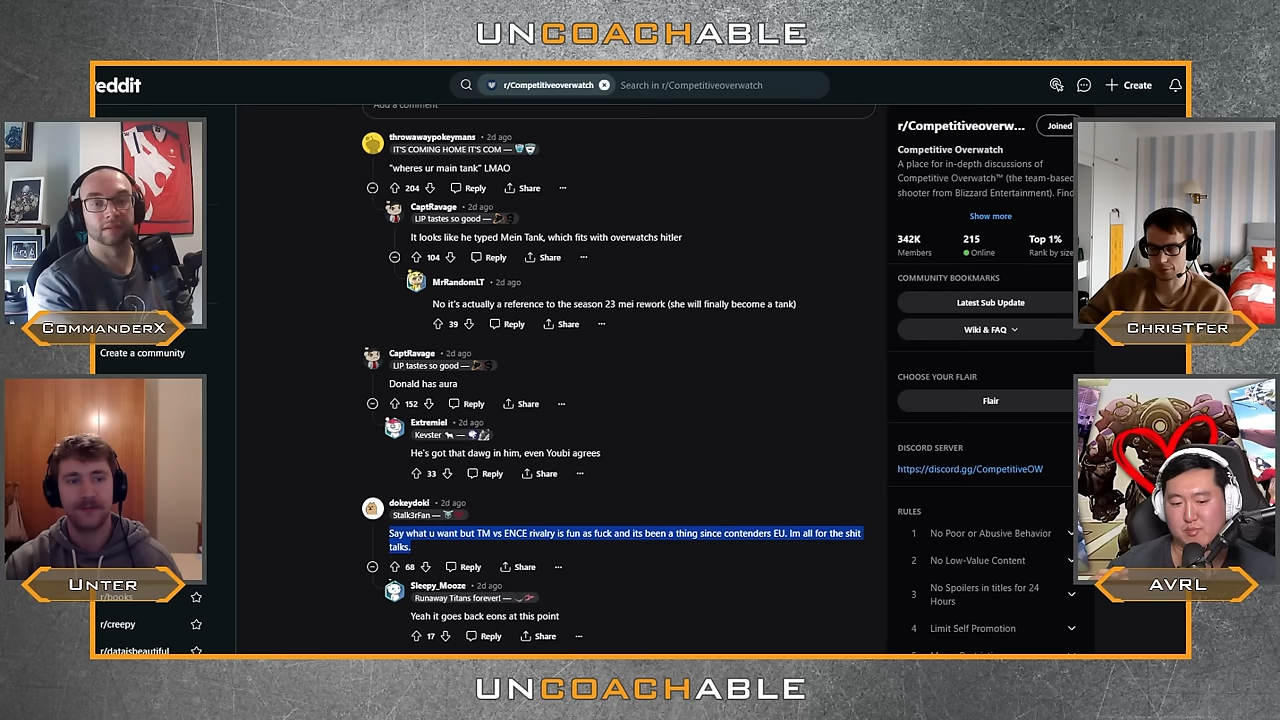 UNCOACHABLE
reddit
r/Competitiveoverwatch
Search in r/Competitiveoverwatch
Create
Add a comment
throwawaypokeymans • 2d ago
IT'S COMING HOME IT'S COM —
"wheres ur main tank" LMAO
204 Reply Share ...
CaptRavage • 2d ago
LIP tastes so good —
It looks like he typed Mein Tank, which fits with overwatchs hitler
104 Reply Share ...
MrRandomLT • 2d ago
No it's actually a reference to the season 23 mei rework (she will finally become a tank)
39 Reply Share ...
CaptRavage • 2d ago
LIP tastes so good —
Donald has aura
152 Reply Share ...
Extremiel • 2d ago
Kevster —
He's got that dawg in him, even Youbi agrees
33 Reply Share ...
dokeydoki • 2d ago
Stalk3rFan —
Say what u want but TM vs ENCE rivalry is fun as fuck and its been a thing since contenders EU. Im all for the shit
talks.
68 Reply Share ...
Sleepy_Mooze • 2d ago
Runaway Titans forever! —
Yeah it goes back eons at this point
17 Reply Share ...
r/Competitiveoverw...
Joined
Competitive Overwatch
A place for in-depth discussions of
Competitive Overwatch™ (the team-based
shooter from Blizzard Entertainment). Find
Show more
342K 215 Top 1%
Members Online Rank by size
COMMUNITY BOOKMARKS
Latest Sub Update
Wiki & FAQ
CHOOSE YOUR FLAIR
Flair
DISCORD SERVER
https://discord.gg/CompetitiveOW
RULES
1 No Poor or Abusive Behavior
2 No Low-Value Content
3 No Spoilers in titles for 24
Hours
4 Limit Self Promotion
COMMANDERX
Create a community
UNTER
r/books
r/creepy
r/dataisbeautiful
CHRISTFER
AVRL
UNCOACHABLE